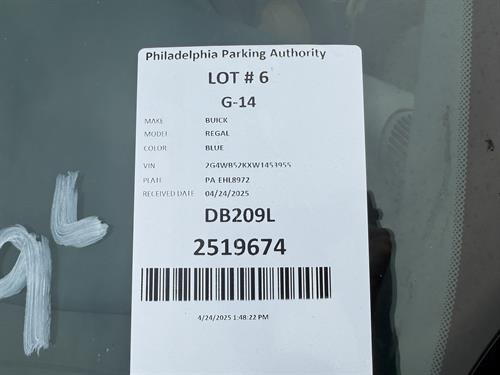 Philadelphia Parking Authority
LOT # 6
G-14
MAKE BUICK
MODEL REGAL
COLOR BLUE
VIN 2G4WB52KXW1453955
PLATE PA EHL8972
RECEIVED DATE 04/24/2025
DB209L
2519674
4/24/2025 1:48:22 PM
9L